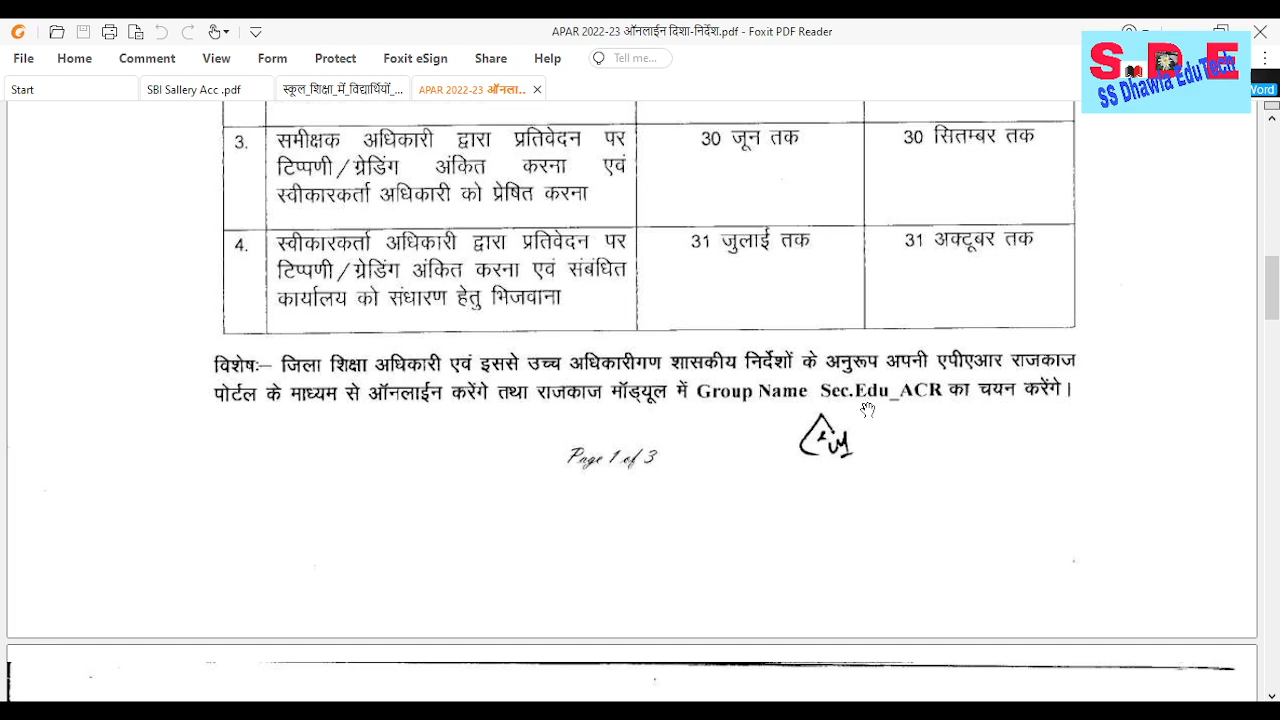 APAR 2022-23 ऑनलाईन दिशा-निर्देश.pdf - Foxit PDF Reader
File Home Comment View Form Protect Foxit eSign Share Help Tell me...
Start SBI Sallery Acc .pdf स्कूल_शिक्षा_में_विद्यार्थियों_... APAR 2022-23 ऑनला..
S D E
SS Dhawla EduTech
Word
3. समीक्षक अधिकारी द्वारा प्रतिवेदन पर 30 जून तक 30 सितम्बर तक
टिप्पणी/ग्रेडिंग अंकित करना एवं
स्वीकारकर्ता अधिकारी को प्रेषित करना
4. स्वीकारकर्ता अधिकारी द्वारा प्रतिवेदन पर 31 जुलाई तक 31 अक्टूबर तक
टिप्पणी/ग्रेडिंग अंकित करना एवं संबंधित
कार्यालय को संधारण हेतु भिजवाना
विशेषः– जिला शिक्षा अधिकारी एवं इससे उच्च अधिकारीगण शासकीय निर्देशों के अनुरूप अपनी एपीएआर राजकाज
पोर्टल के माध्यम से ऑनलाईन करेंगे तथा राजकाज मॉड्यूल में Group Name Sec.Edu_ACR का चयन करेंगे।
Page 1 of 3